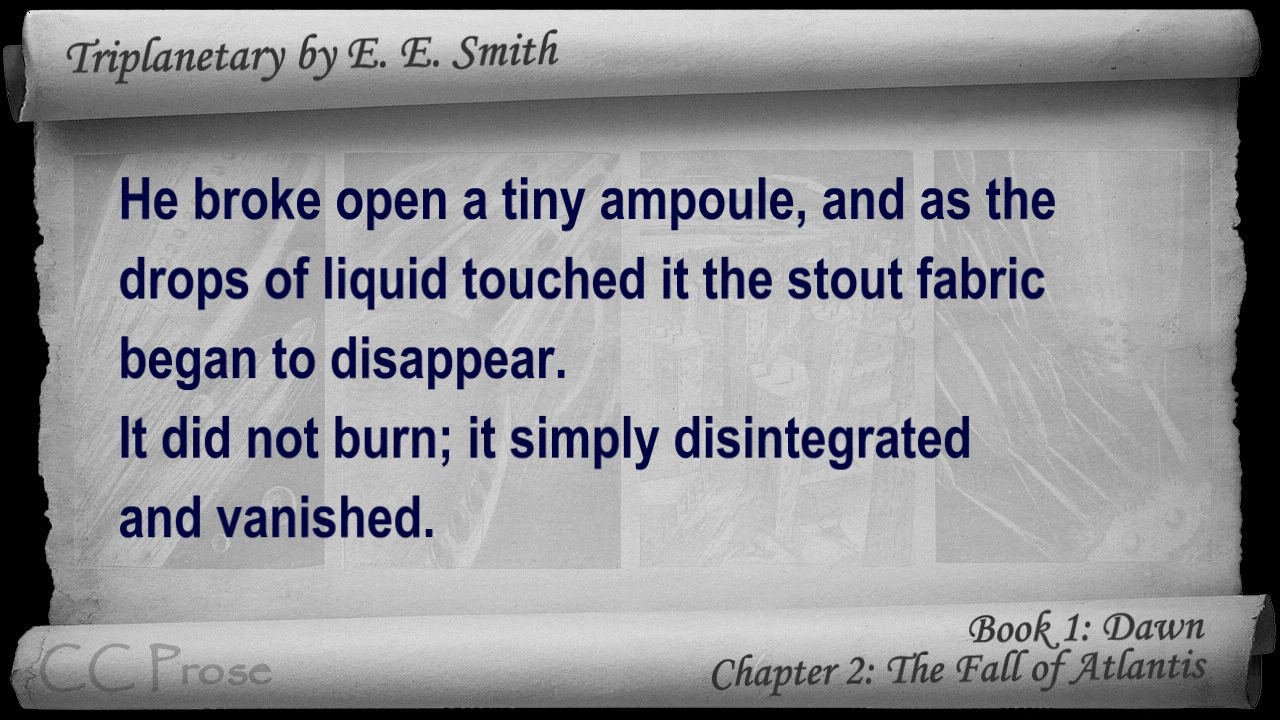 Triplanetary by E. E. Smith
He broke open a tiny ampoule, and as the
drops of liquid touched it the stout fabric
began to disappear.
It did not burn; it simply disintegrated
and vanished.
Book 1: Dawn
Chapter 2: The Fall of Atlantis
CC Prose